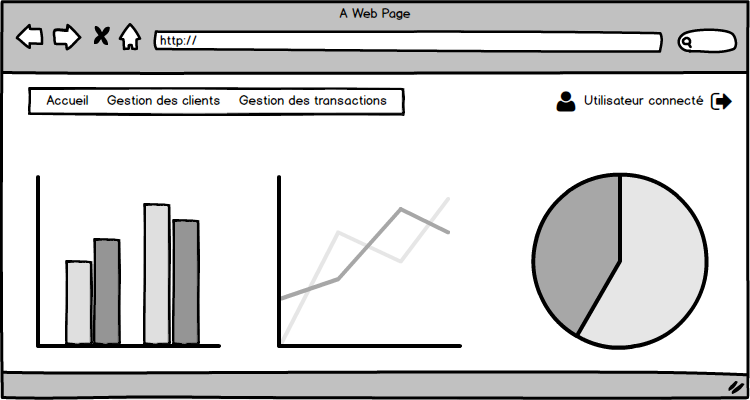 A Web Page
http://
Accueil Gestion des clients Gestion des transactions
Utilisateur connecté